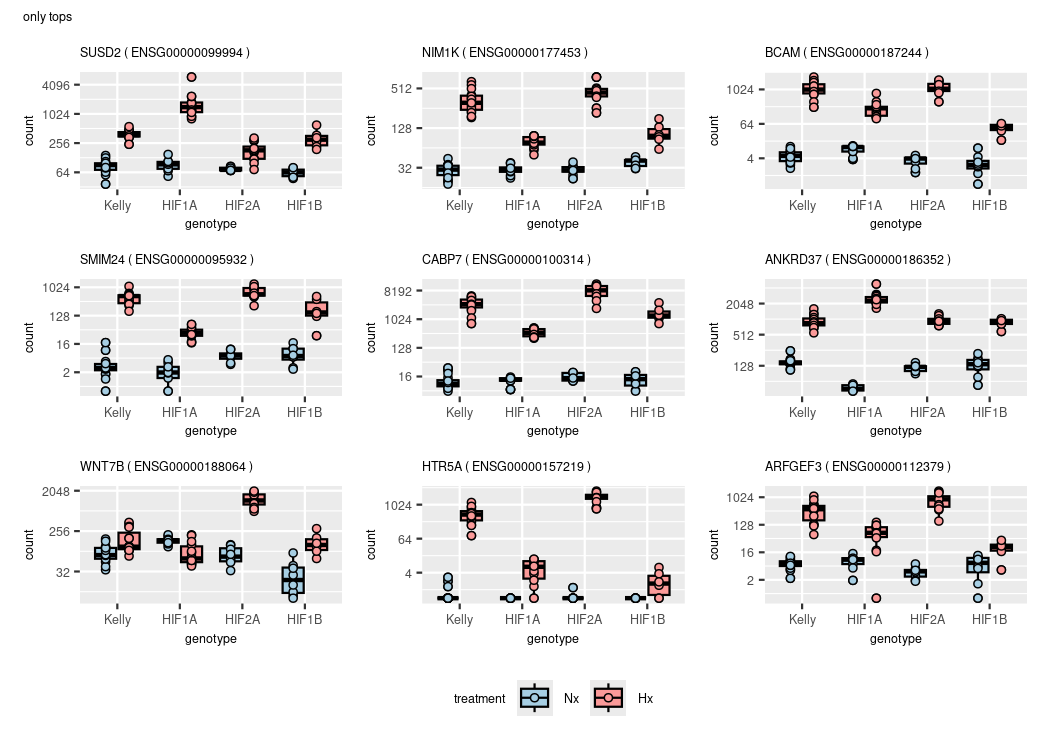 only tops
SUSD2 ( ENSG00000099994 )
NIM1K ( ENSG00000177453 )
BCAM ( ENSG00000187244 )
count
4096
1024
256
64
Kelly HIF1A HIF2A HIF1B
genotype
count
512
128
32
Kelly HIF1A HIF2A HIF1B
genotype
count
1024
64
4
Kelly HIF1A HIF2A HIF1B
genotype
SMIM24 ( ENSG00000095932 )
CABP7 ( ENSG00000100314 )
ANKRD37 ( ENSG00000186352 )
count
1024
128
16
2
Kelly HIF1A HIF2A HIF1B
genotype
count
8192
1024
128
16
Kelly HIF1A HIF2A HIF1B
genotype
count
2048
512
128
Kelly HIF1A HIF2A HIF1B
genotype
WNT7B ( ENSG00000188064 )
HTR5A ( ENSG00000157219 )
ARFGEF3 ( ENSG00000112379 )
count
2048
256
32
Kelly HIF1A HIF2A HIF1B
genotype
count
1024
64
4
Kelly HIF1A HIF2A HIF1B
genotype
count
1024
128
16
2
Kelly HIF1A HIF2A HIF1B
genotype
treatment Nx Hx